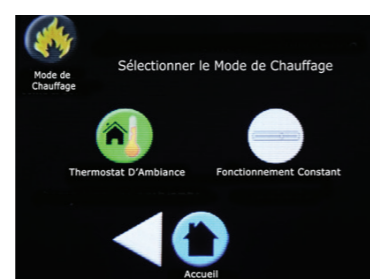 Sélectionner le Mode de Chauffage
Mode de
Chauffage
Thermostat D'Ambiance
Fonctionnement Constant
Accueil